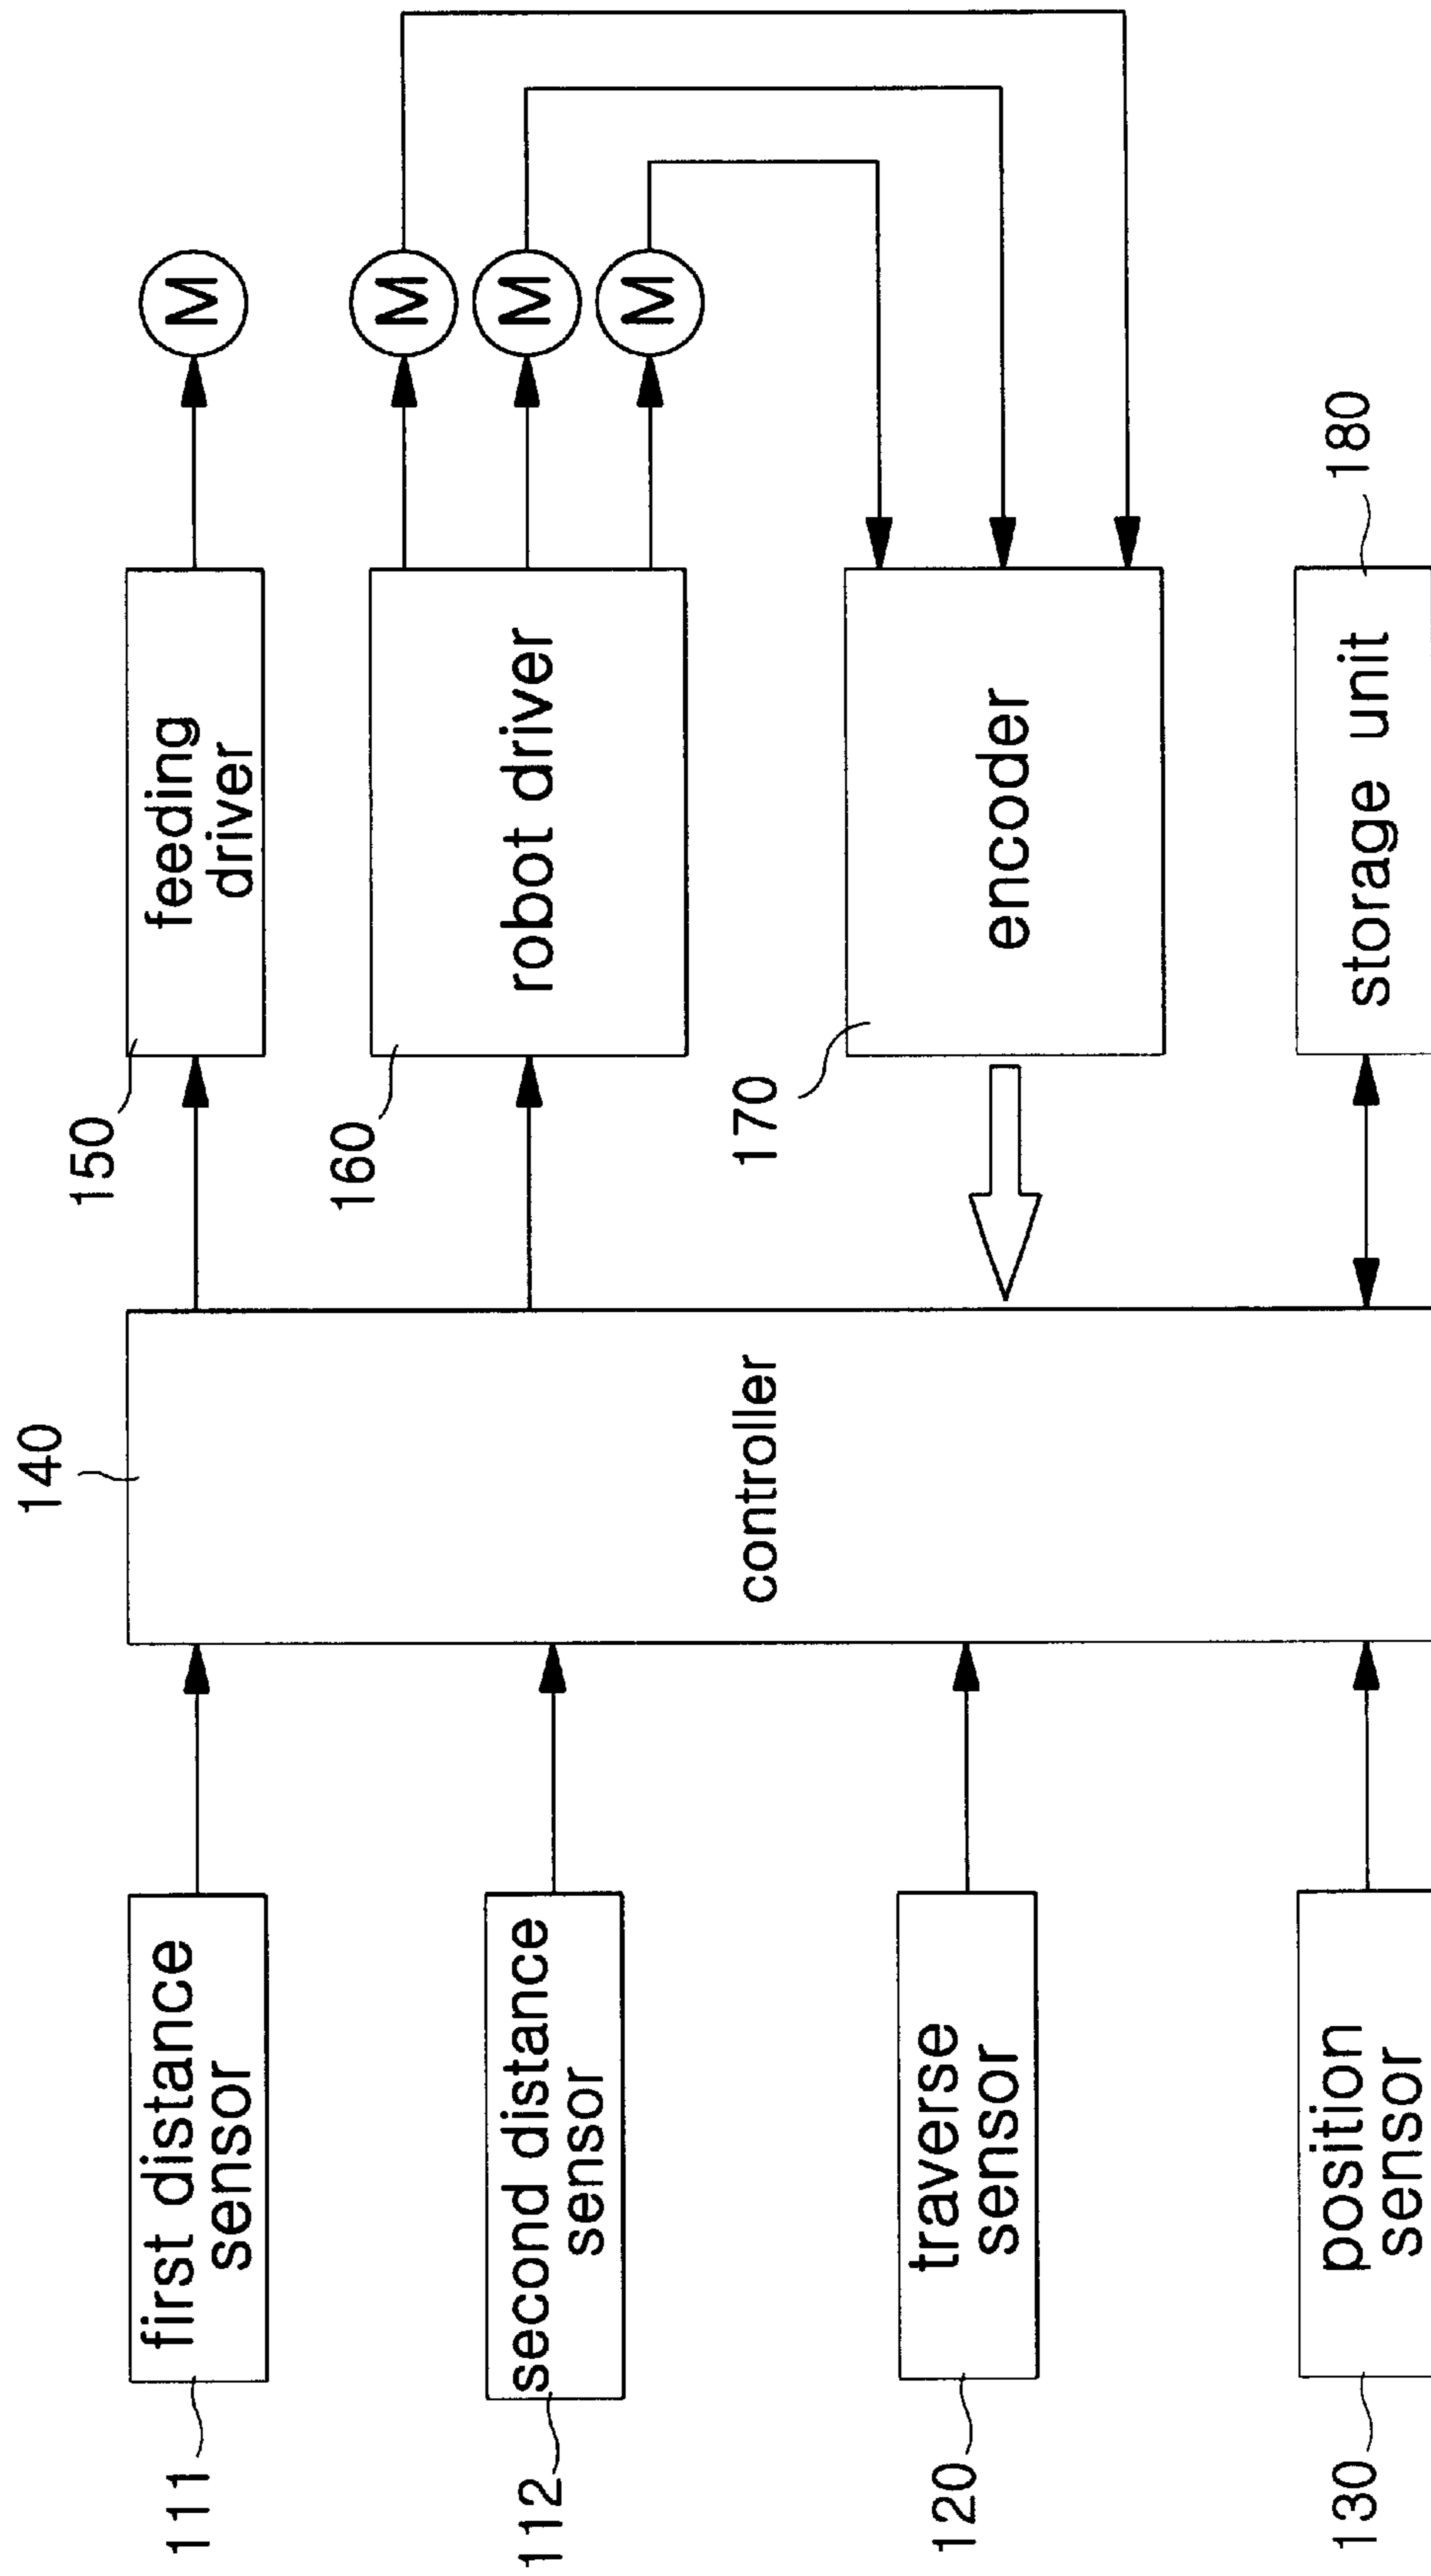 111
first distance
sensor
112
second distance
sensor
120
traverse
sensor
130
position
sensor
140
controller
150
feeding
driver
160
robot driver
170
encoder
180
storage unit
M
M
M
M